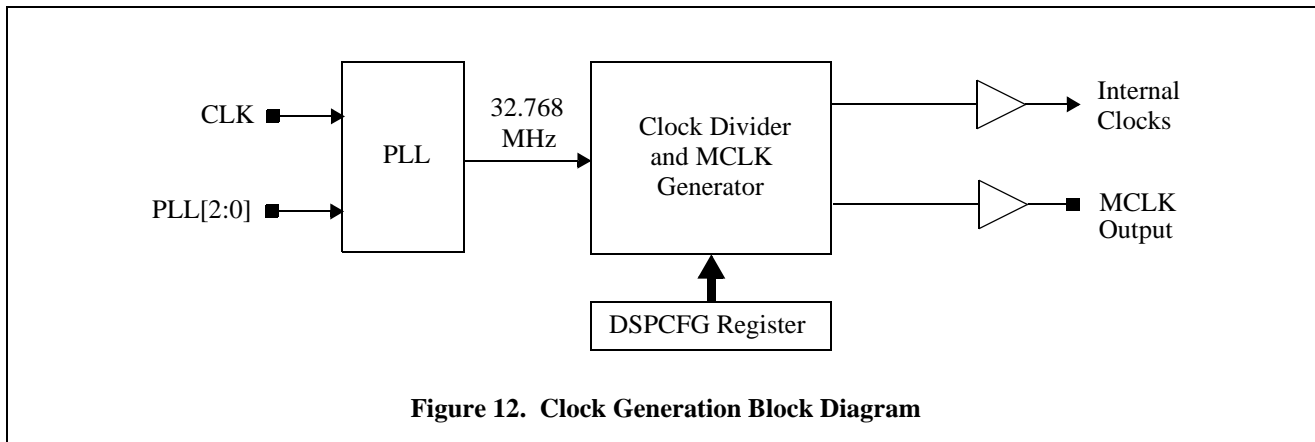 CLK
PLL[2:0]
PLL
32.768
MHz
Clock Divider
and MCLK
Generator
DSPCFG Register
Internal
Clocks
MCLK
Output
Figure 12. Clock Generation Block Diagram